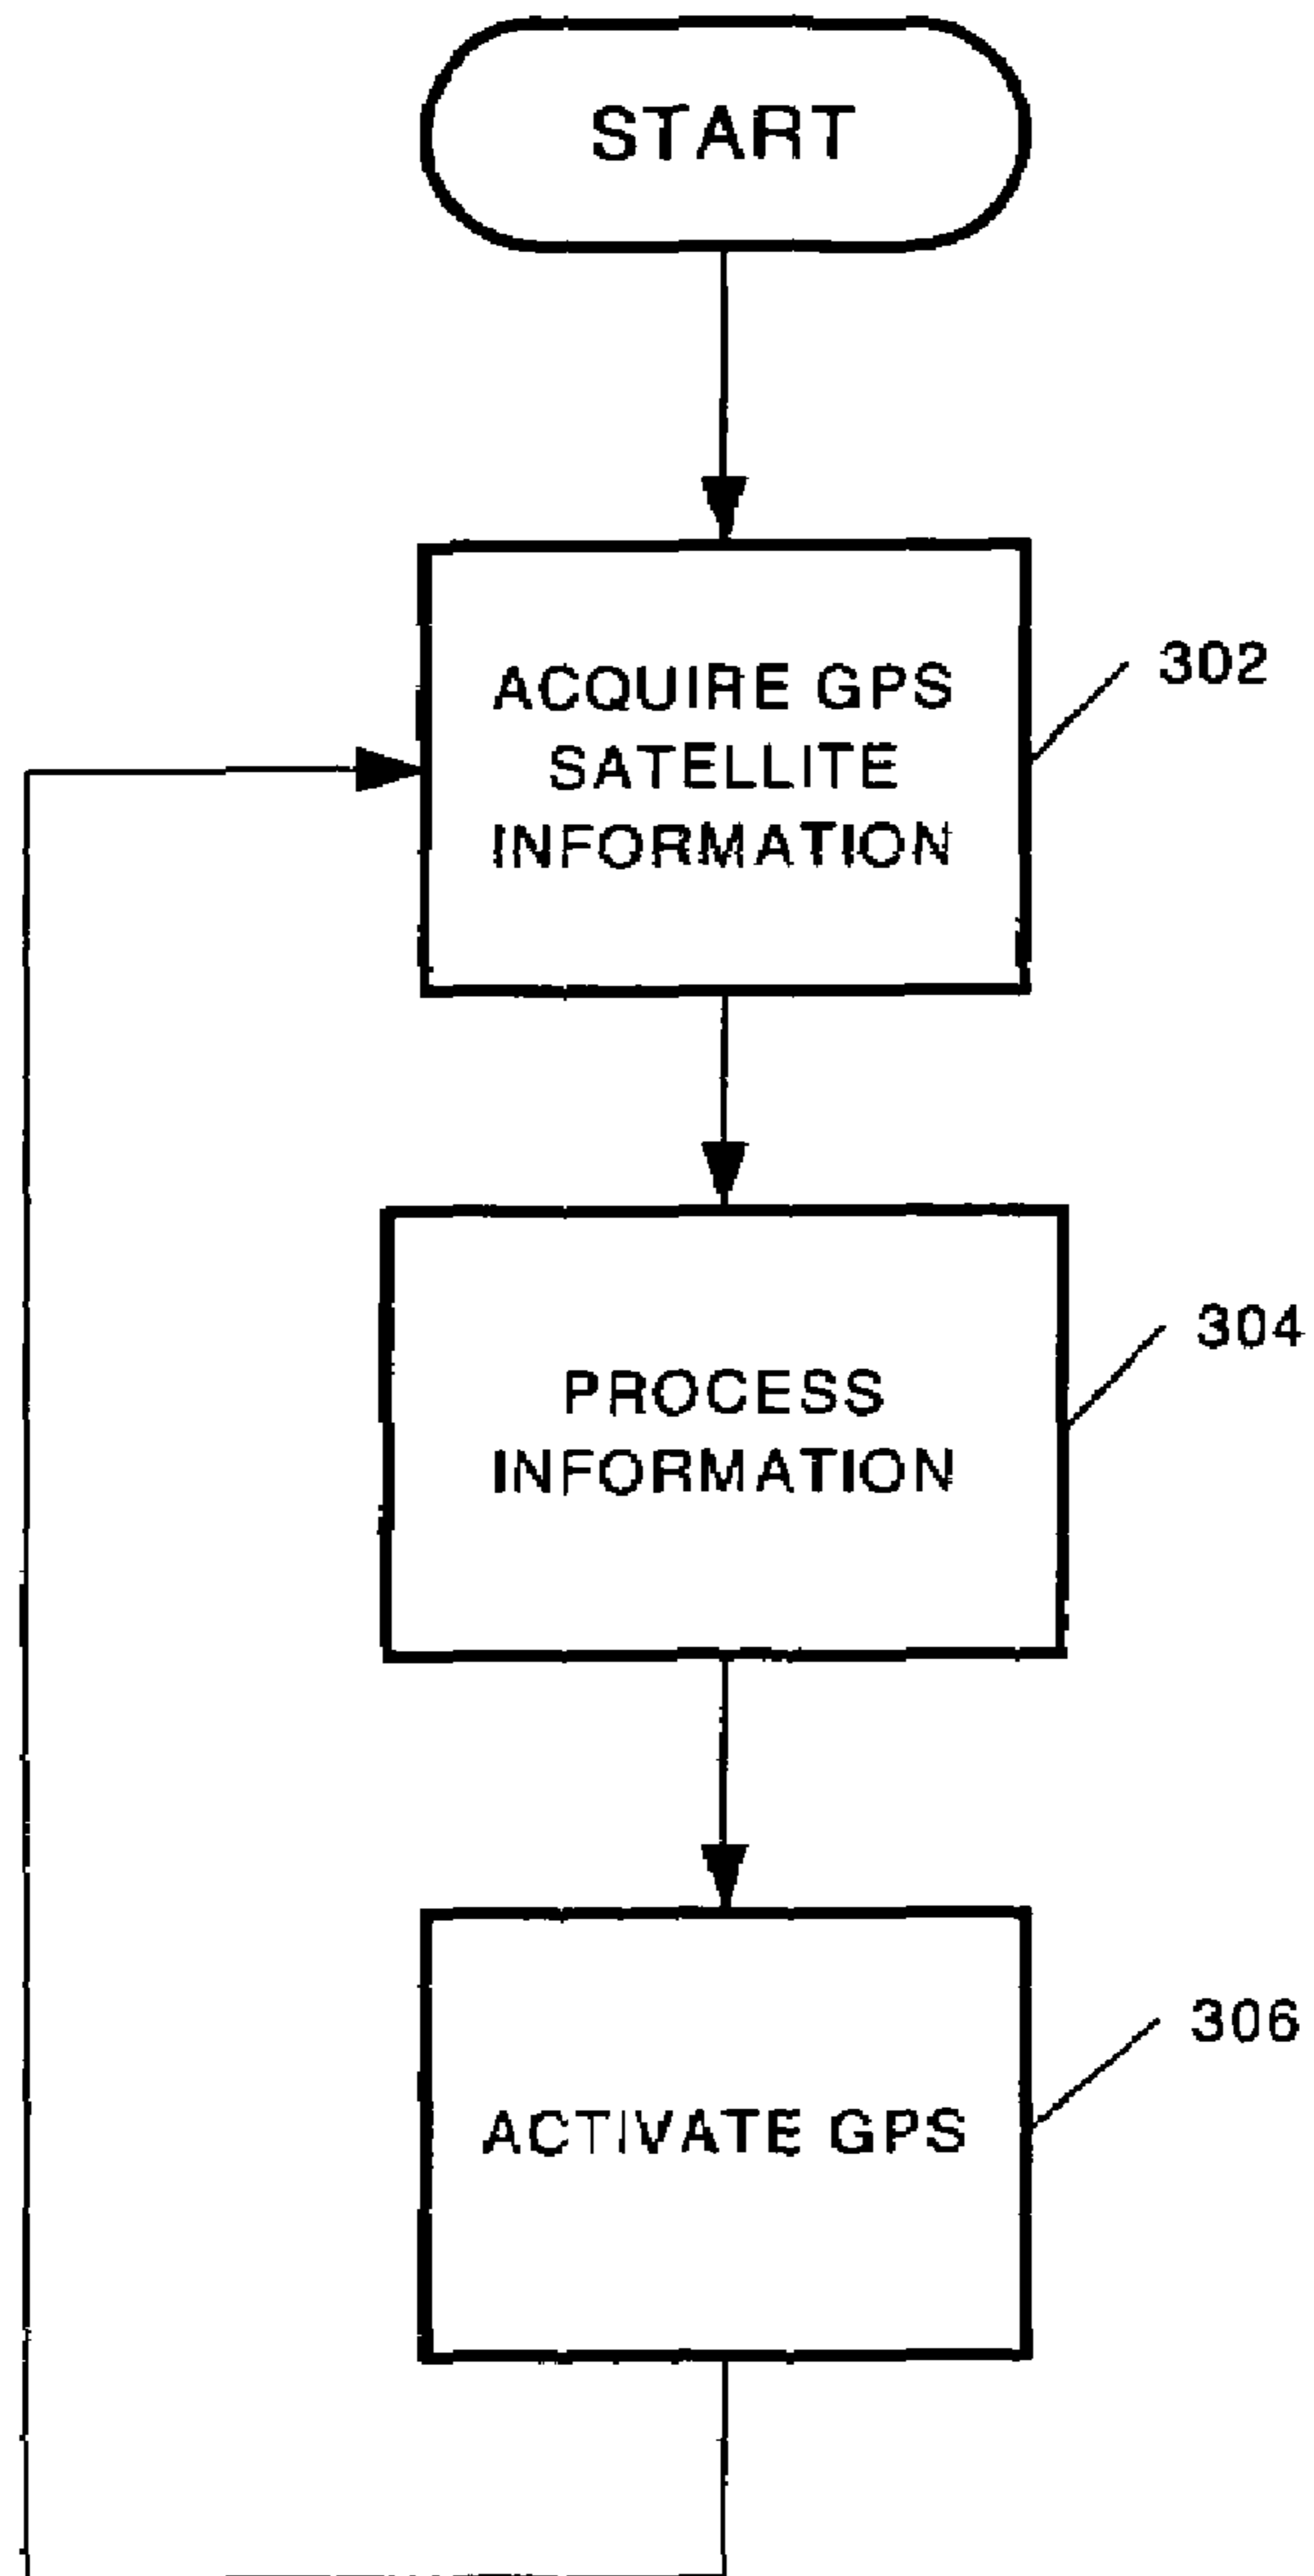 START
ACQUIRE GPS
SATELLITE
INFORMATION
302
PROCESS
INFORMATION
304
ACTIVATE GPS
306